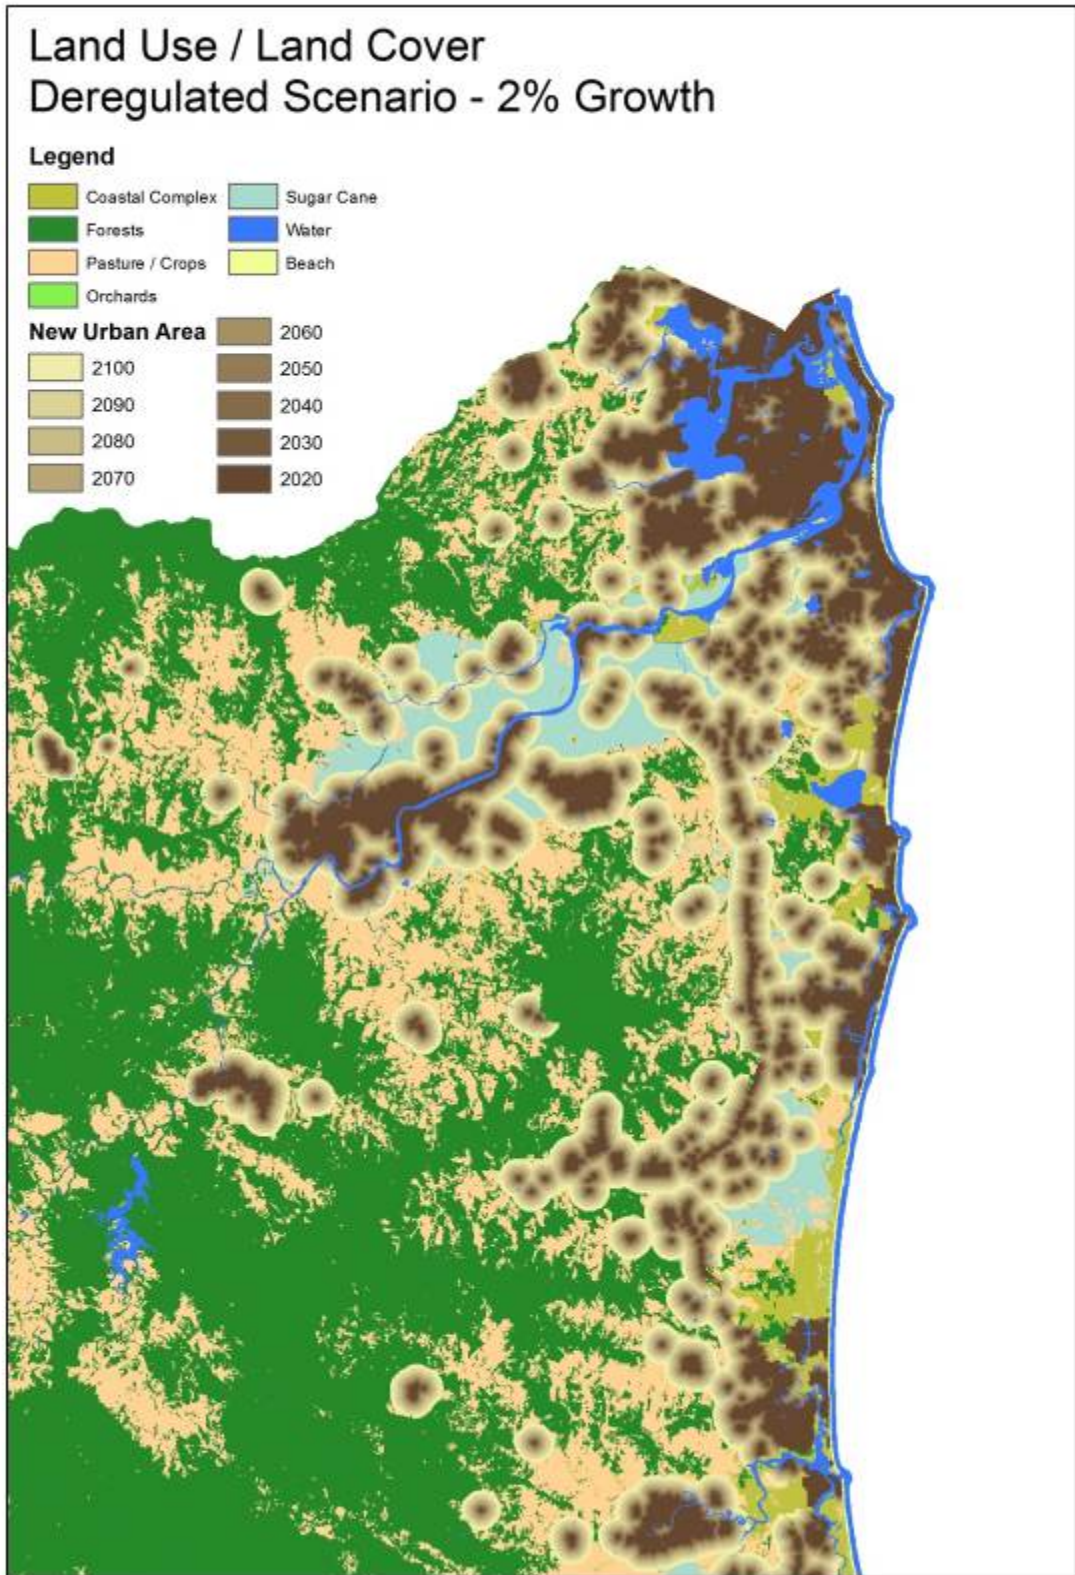 Land Use / Land Cover
Deregulated Scenario - 2% Growth
Legend
Coastal Complex
Forests
Pasture / Crops
Orchards
Sugar Cane
Water
Beach
New Urban Area
2100
2090
2080
2070
2060
2050
2040
2030
2020